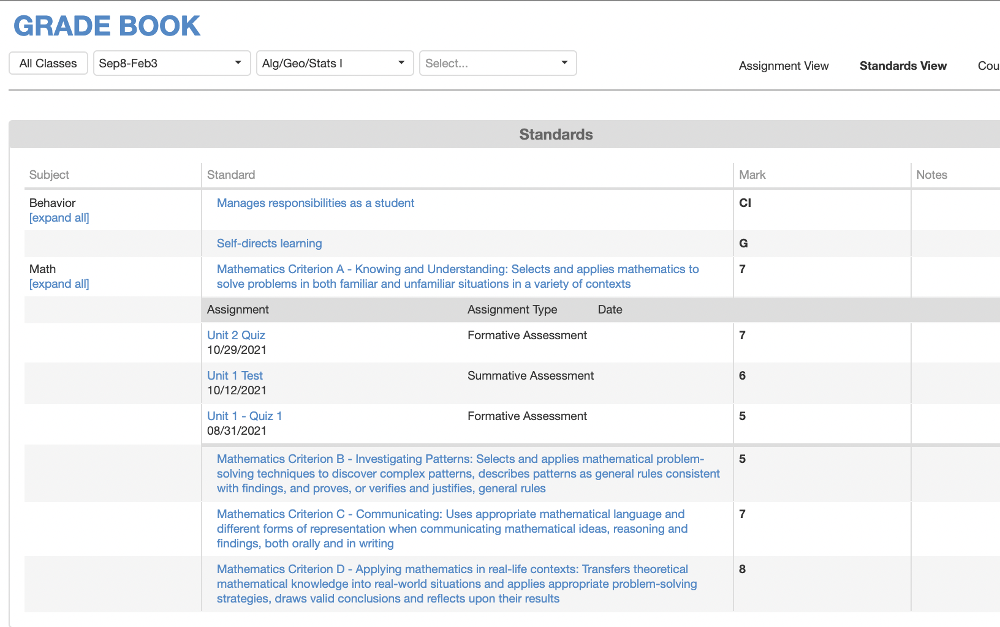 GRADE BOOK
All Classes Sep8-Feb3 Alg/Geo/Stats I Select... Assignment View Standards View Cou
Standards
Subject Standard Mark Notes
Behavior Manages responsibilities as a student CI
[expand all]
Self-directs learning G
Math Mathematics Criterion A - Knowing and Understanding: Selects and applies mathematics to 7
[expand all] solve problems in both familiar and unfamiliar situations in a variety of contexts
Assignment Assignment Type Date
Unit 2 Quiz Formative Assessment 7
10/29/2021
Unit 1 Test Summative Assessment 6
10/12/2021
Unit 1 - Quiz 1 Formative Assessment 5
08/31/2021
Mathematics Criterion B - Investigating Patterns: Selects and applies mathematical problem- 5
solving techniques to discover complex patterns, describes patterns as general rules consistent
with findings, and proves, or verifies and justifies, general rules
Mathematics Criterion C - Communicating: Uses appropriate mathematical language and 7
different forms of representation when communicating mathematical ideas, reasoning and
findings, both orally and in writing
Mathematics Criterion D - Applying mathematics in real-life contexts: Transfers theoretical 8
mathematical knowledge into real-world situations and applies appropriate problem-solving
strategies, draws valid conclusions and reflects upon their results